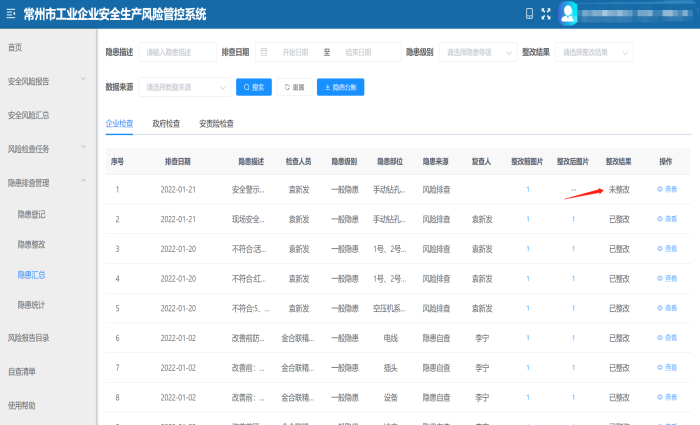 常州市工业企业安全生产风险管控系统
首页
安全风险报告
安全风险汇总
风险检查任务
隐患排查管理
隐患登记
隐患整改
隐患汇总
隐患统计
风险报告目录
自查清单
使用帮助
隐患描述 请输入隐患描述 排查日期 开始日期 至 结束日期 隐患级别 请选择隐患等级 整改结果 请选择整改结果
数据来源 请选择数据来源 搜索 重置 隐患台账
企业检查 政府检查 安责险检查
序号 排查日期 隐患描述 检查人员 隐患级别 隐患部位 隐患来源 复查人 整改前图片 整改后图片 整改结果 操作
1 2022-01-21 安全警示... 袁新发 一般隐患 手动钻孔... 风险排查 1 -- 未整改 查看
2 2022-01-21 现场安全... 袁新发 一般隐患 手动钻孔... 风险排查 袁新发 1 1 已整改 查看
3 2022-01-20 不符合:活... 袁新发 一般隐患 1号、2号... 风险排查 袁新发 1 1 已整改 查看
4 2022-01-20 不符合:红... 袁新发 一般隐患 1号、2号... 风险排查 袁新发 1 1 已整改 查看
5 2022-01-20 不符合:5、... 袁新发 一般隐患 空压机系... 风险排查 袁新发 1 1 已整改 查看
6 2022-01-02 改善前防... 金合联精... 一般隐患 电线 隐患自查 李宁 1 1 已整改 查看
7 2022-01-02 改善前：... 金合联精... 一般隐患 插头 隐患自查 李宁 1 1 已整改 查看
8 2022-01-02 改善前：... 金合联精... 一般隐患 设备 隐患自查 李宁 1 1 已整改 查看